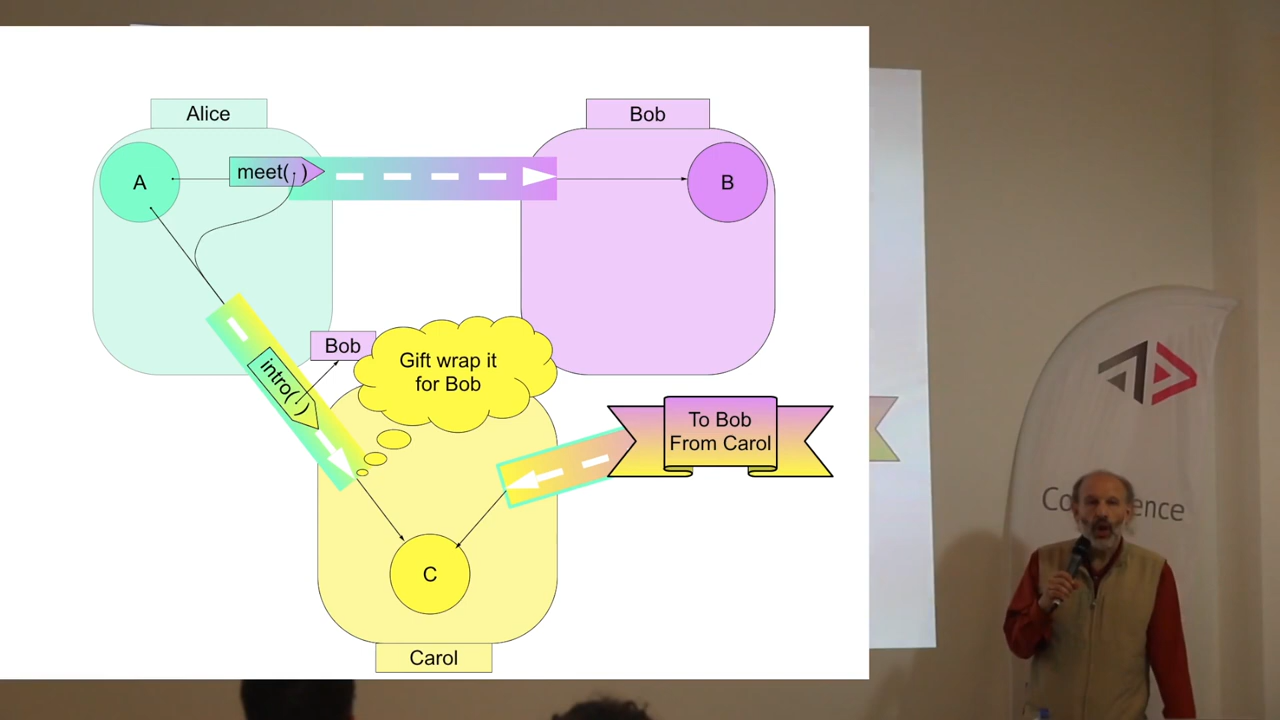 Alice
Bob
A
meet( )
B
Bob
Gift wrap it
for Bob
intro( )
To Bob
From Carol
C
Carol